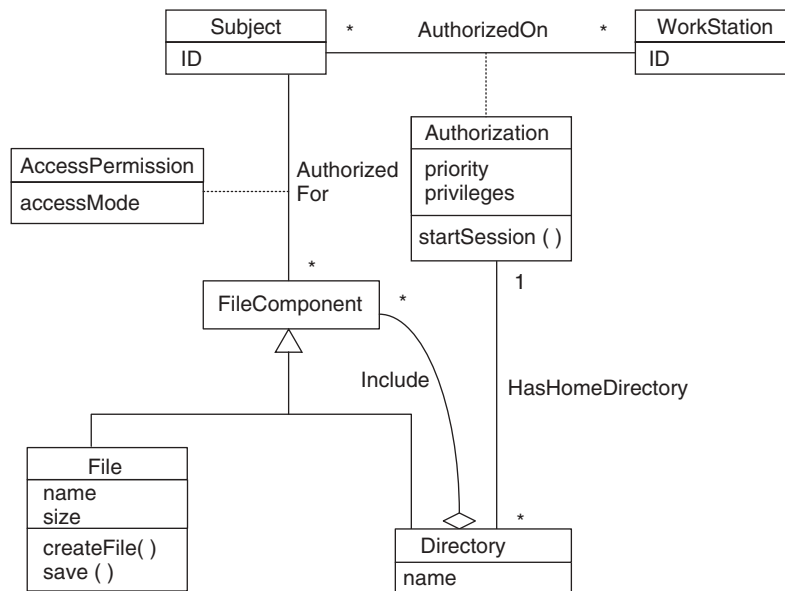 Subject
ID
*
AuthorizedOn
*
WorkStation
ID
Authorization
priority
privileges
startSession ( )
AccessPermission
accessMode
Authorized
For
*
FileComponent
*
1
Include
HasHomeDirectory
File
name
size
createFile( )
save ( )
*
Directory
name